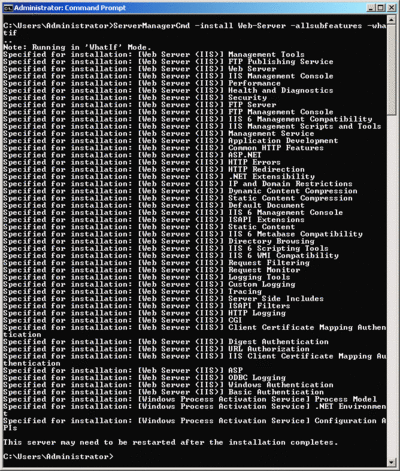 Administrator: Command Prompt
C:\Users\Administrator>ServerManagerCmd -install Web-Server -allsubfeatures -wha
tif
..
Note: Running in 'WhatIf' Mode.
Specified for installation: [Web Server (IIS)] Management Tools
Specified for installation: [Web Server (IIS)] FTP Publishing Service
Specified for installation: [Web Server (IIS)] Web Server
Specified for installation: [Web Server (IIS)] IIS Management Console
Specified for installation: [Web Server (IIS)] Performance
Specified for installation: [Web Server (IIS)] Health and Diagnostics
Specified for installation: [Web Server (IIS)] Security
Specified for installation: [Web Server (IIS)] FTP Server
Specified for installation: [Web Server (IIS)] FTP Management Console
Specified for installation: [Web Server (IIS)] IIS 6 Management Compatibility
Specified for installation: [Web Server (IIS)] IIS Management Scripts and Tools
Specified for installation: [Web Server (IIS)] Management Service
Specified for installation: [Web Server (IIS)] Application Development
Specified for installation: [Web Server (IIS)] Common HTTP Features
Specified for installation: [Web Server (IIS)] ASP.NET
Specified for installation: [Web Server (IIS)] HTTP Errors
Specified for installation: [Web Server (IIS)] HTTP Redirection
Specified for installation: [Web Server (IIS)] .NET Extensibility
Specified for installation: [Web Server (IIS)] IP and Domain Restrictions
Specified for installation: [Web Server (IIS)] Dynamic Content Compression
Specified for installation: [Web Server (IIS)] Static Content Compression
Specified for installation: [Web Server (IIS)] Default Document
Specified for installation: [Web Server (IIS)] IIS 6 Management Console
Specified for installation: [Web Server (IIS)] ISAPI Extensions
Specified for installation: [Web Server (IIS)] Static Content
Specified for installation: [Web Server (IIS)] IIS 6 Metabase Compatibility
Specified for installation: [Web Server (IIS)] Directory Browsing
Specified for installation: [Web Server (IIS)] IIS 6 Scripting Tools
Specified for installation: [Web Server (IIS)] IIS 6 WMI Compatibility
Specified for installation: [Web Server (IIS)] Request Filtering
Specified for installation: [Web Server (IIS)] Request Monitor
Specified for installation: [Web Server (IIS)] Logging Tools
Specified for installation: [Web Server (IIS)] Custom Logging
Specified for installation: [Web Server (IIS)] Tracing
Specified for installation: [Web Server (IIS)] Server Side Includes
Specified for installation: [Web Server (IIS)] ISAPI Filters
Specified for installation: [Web Server (IIS)] HTTP Logging
Specified for installation: [Web Server (IIS)] CGI
Specified for installation: [Web Server (IIS)] Client Certificate Mapping Authen
tication
Specified for installation: [Web Server (IIS)] Digest Authentication
Specified for installation: [Web Server (IIS)] URL Authorization
Specified for installation: [Web Server (IIS)] IIS Client Certificate Mapping Au
thentication
Specified for installation: [Web Server (IIS)] ASP
Specified for installation: [Web Server (IIS)] ODBC Logging
Specified for installation: [Web Server (IIS)] Windows Authentication
Specified for installation: [Web Server (IIS)] Basic Authentication
Specified for installation: [Windows Process Activation Service] Process Model
Specified for installation: [Windows Process Activation Service] .NET Environmen
t
Specified for installation: [Windows Process Activation Service] Configuration A
PIs
This server may need to be restarted after the installation completes.
C:\Users\Administrator>